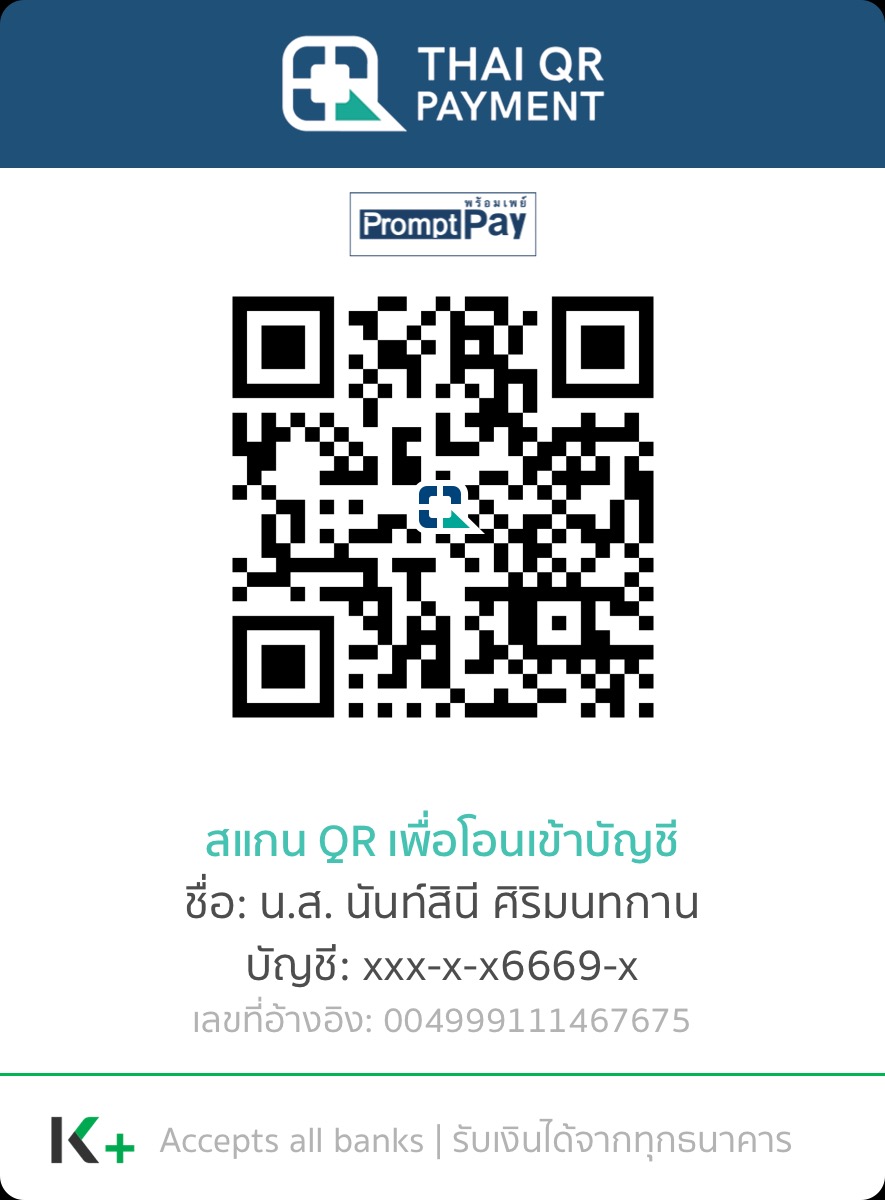 THAI QR
PAYMENT
พร้อมเพย์
PromptPay
สแกน QR เพื่อโอนเข้าบัญชี
ชื่อ: น.ส. นันท์สินี ศิริมนทกาน
บัญชี: xxx-x-x6669-x
เลขที่อ้างอิง: 004999111467675
K+ Accepts all banks | รับเงินได้จากทุกธนาคาร